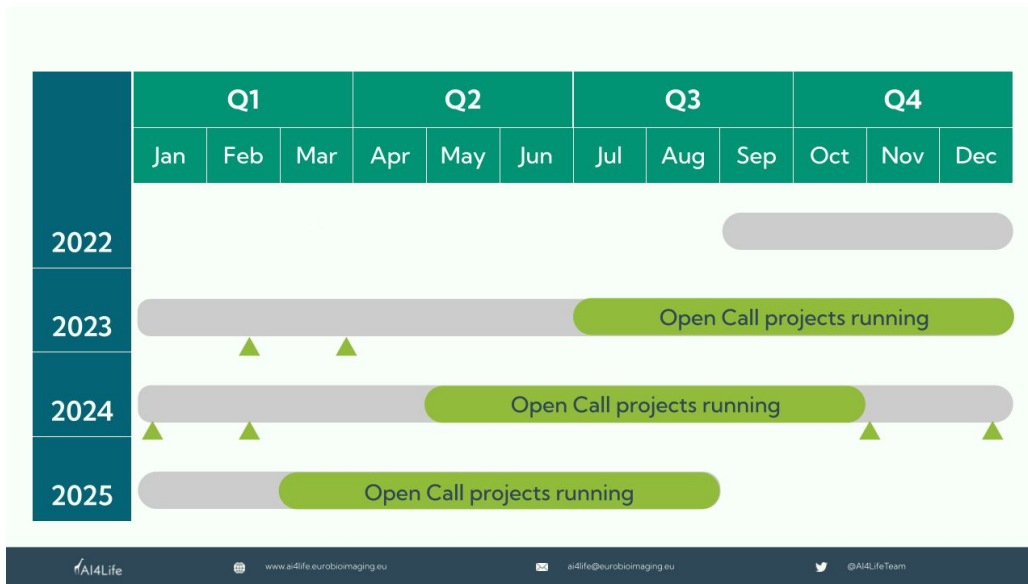 Q1 Q2 Q3 Q4
Jan Feb Mar Apr May Jun Jul Aug Sep Oct Nov Dec
2022
2023 Open Call projects running
2024 Open Call projects running
2025 Open Call projects running
AI4Life www.ai4life.eurobioimaging.eu ai4life@eurobioimaging.eu @AI4LifeTeam